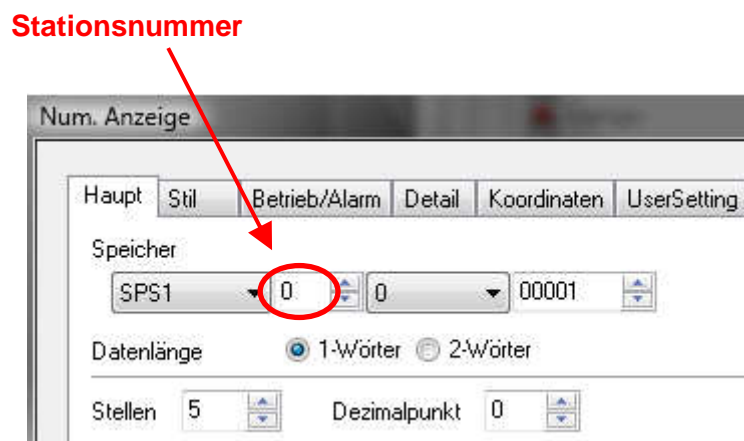 Stationsnummer
Num. Anzeige
Haupt Stil Betrieb/Alarm Detail Koordinaten UserSetting
Speicher
SPS1 0 0 00001
Datenlänge 1-Wörter 2-Wörter
Stellen 5 Dezimalpunkt 0